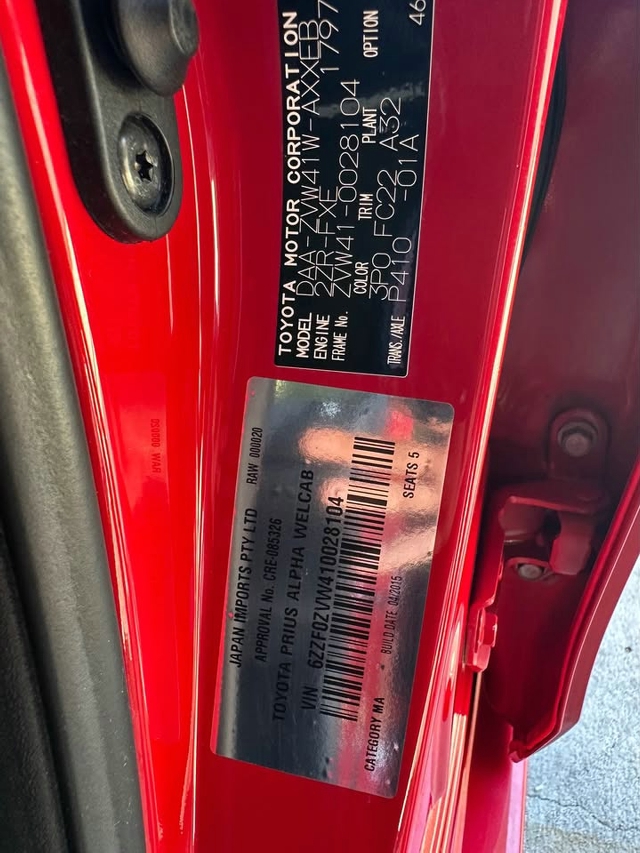 TOYOTA MOTOR CORPORATION
MODEL DAA-ZVW41W-AXXEB
ENGINE 2ZR-FXE 1797
FRAME No. ZVW41-0028104
COLOR TRIM PLANT OPTION
3P0 FC22 A32 46
TRANS./AXLE P410 -01A
JAPAN IMPORTS PTY LTD RAW 000020
APPROVAL No. CRE-085326
TOYOTA PRIUS ALPHA WELCAB
VIN 6ZZF0ZVW410028104
BUILD DATE 04/2015 SEATS 5
CATEGORY MA